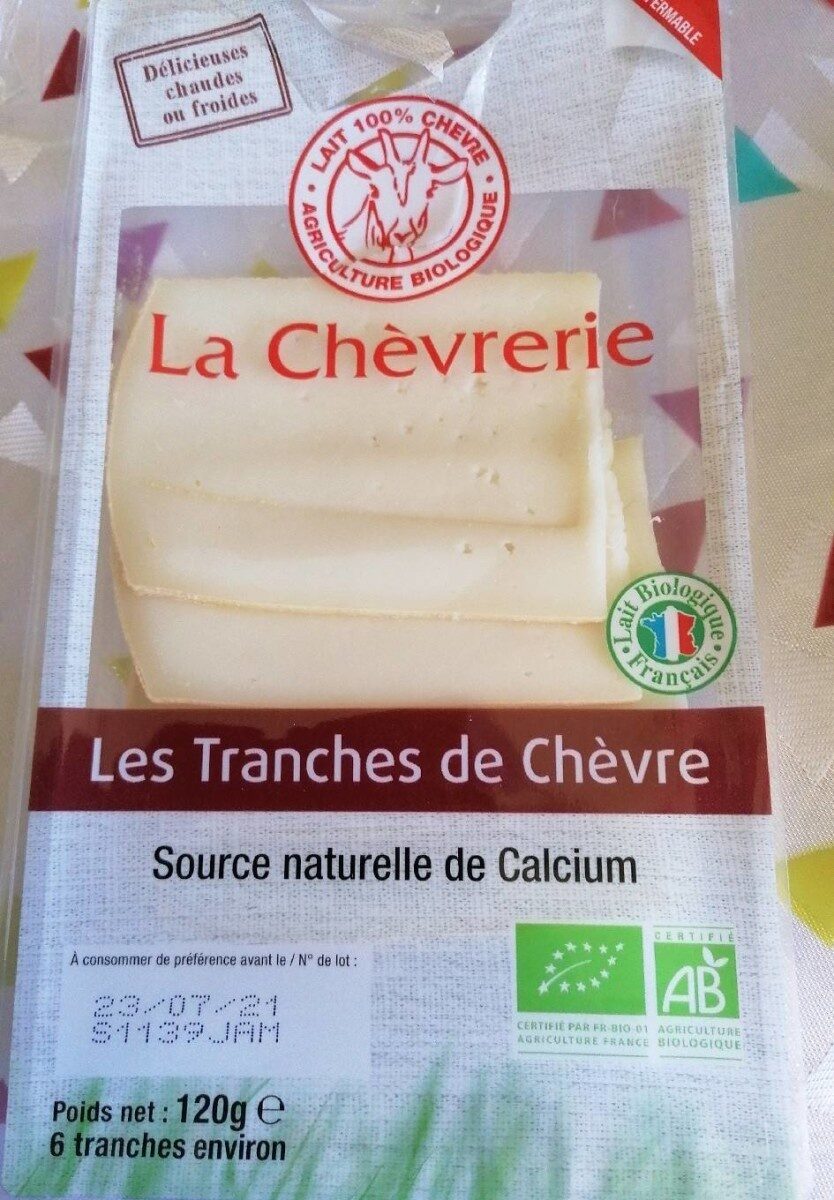 Délicieuses
chaudes
ou froides
LAIT 100% CHEVRE
AGRICULTURE BIOLOGIQUE
La Chèvrerie
Lait Biologique
Français
Les Tranches de Chèvre
Source naturelle de Calcium
À consommer de préférence avant le / N° de lot :
23/07/21
S1139JAM
CERTIFIÉ
AB
CERTIFIÉ PAR FR-BIO-01
AGRICULTURE FRANCE
AGRICULTURE
BIOLOGIQUE
Poids net : 120g e
6 tranches environ